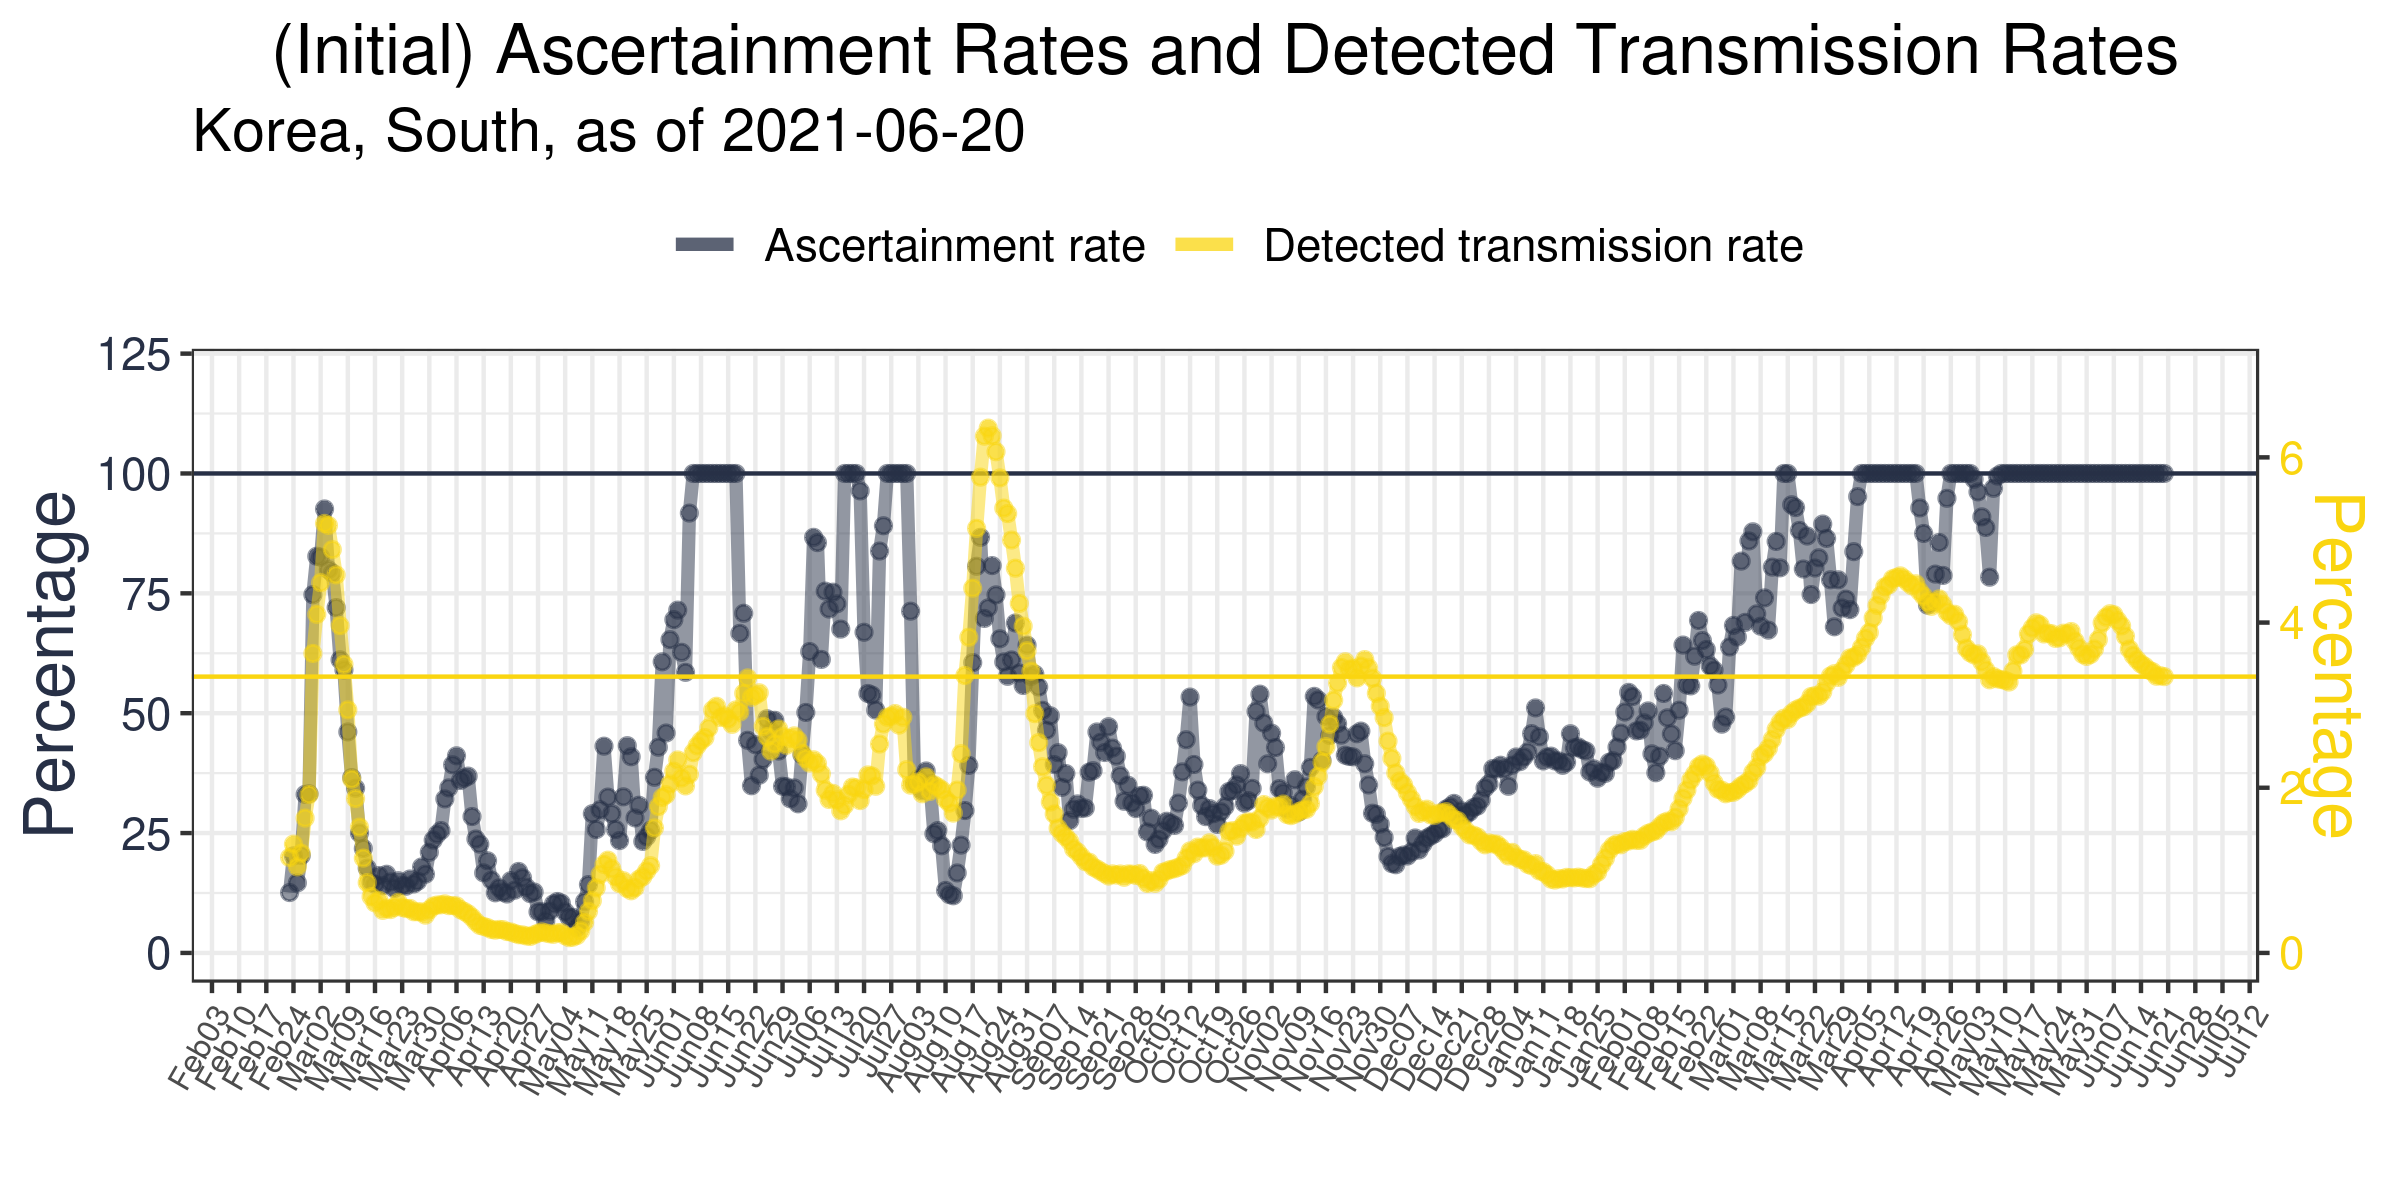 (Initial) Ascertainment Rates and Detected Transmission Rates
Korea, South, as of 2021-06-20
Ascertainment rate
Detected transmission rate
Percentage
125
100
75
50
25
0
6
4
2
0
Percentage
Feb03
Feb10
Feb17
Feb24
Mar02
Mar09
Mar16
Mar23
Mar30
Apr06
Apr13
Apr20
Apr27
May04
May11
May18
May25
Jun01
Jun08
Jun15
Jun22
Jun29
Jul06
Jul13
Jul20
Jul27
Aug03
Aug10
Aug17
Aug24
Aug31
Sep07
Sep14
Sep21
Sep28
Oct05
Oct12
Oct19
Oct26
Nov02
Nov09
Nov16
Nov23
Nov30
Dec07
Dec14
Dec21
Dec28
Jan04
Jan11
Jan18
Jan25
Feb01
Feb08
Feb15
Feb22
Mar01
Mar08
Mar15
Mar22
Mar29
Apr05
Apr12
Apr19
Apr26
May03
May10
May17
May24
May31
Jun07
Jun14
Jun21
Jun28
Jul05
Jul12